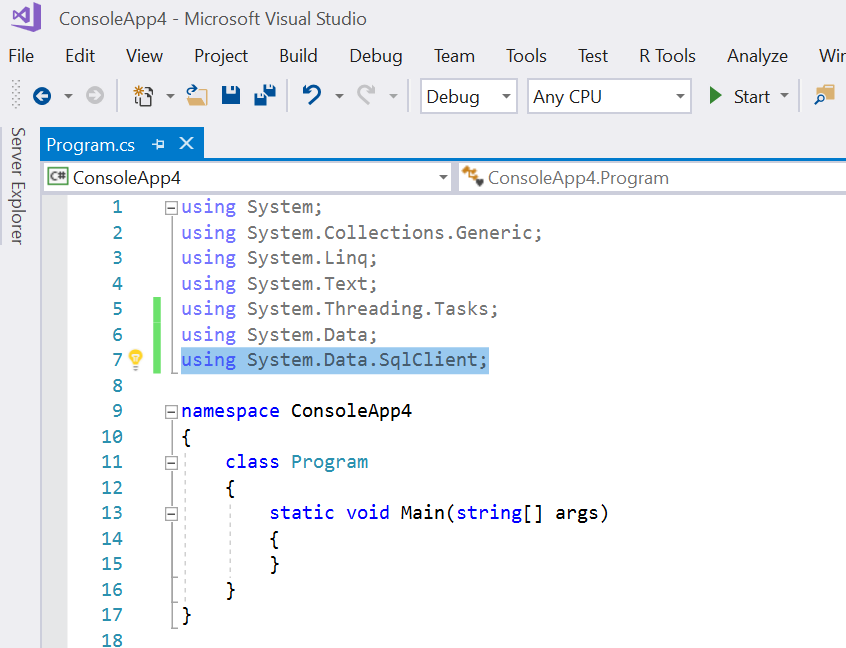 ConsoleApp4 - Microsoft Visual Studio
File Edit View Project Build Debug Team Tools Test R Tools Analyze
Debug Any CPU Start
Server Explorer
Program.cs
C# ConsoleApp4 ConsoleApp4.Program
1 using System;
2 using System.Collections.Generic;
3 using System.Linq;
4 using System.Text;
5 using System.Threading.Tasks;
6 using System.Data;
7 using System.Data.SqlClient;
8
9 namespace ConsoleApp4
10 {
11 class Program
12 {
13 static void Main(string[] args)
14 {
15 }
16 }
17 }
18